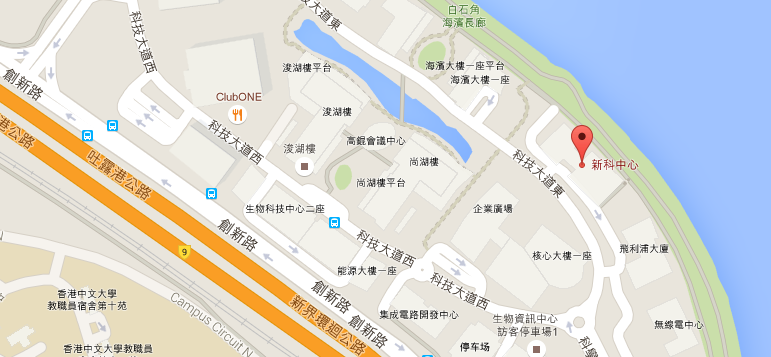 白石角
海濱長廊
技大道東
科技大道西
創新路
浚湖樓平台
海濱大樓一座平台
海濱大樓一座
ClubONE
浚湖樓
科技大道西
高錕會議中心
浚湖樓
尚湖樓
科技大道東
新科中心
港公路
吐露港公路
尚湖樓平台
生物科技中心二座
企業廣場
創新路
科技大道西
核心大樓一座
飛利浦大廈
9
能源大樓一座
科技大道西
香港中文大學
教職員宿舍第十苑
Campus Circuit N
新界環迴公路
創新路
創新路
集成電路開發中心
生物資訊中心
訪客停車場1
無線電中心
科學
停车场
香港中文大學教職員